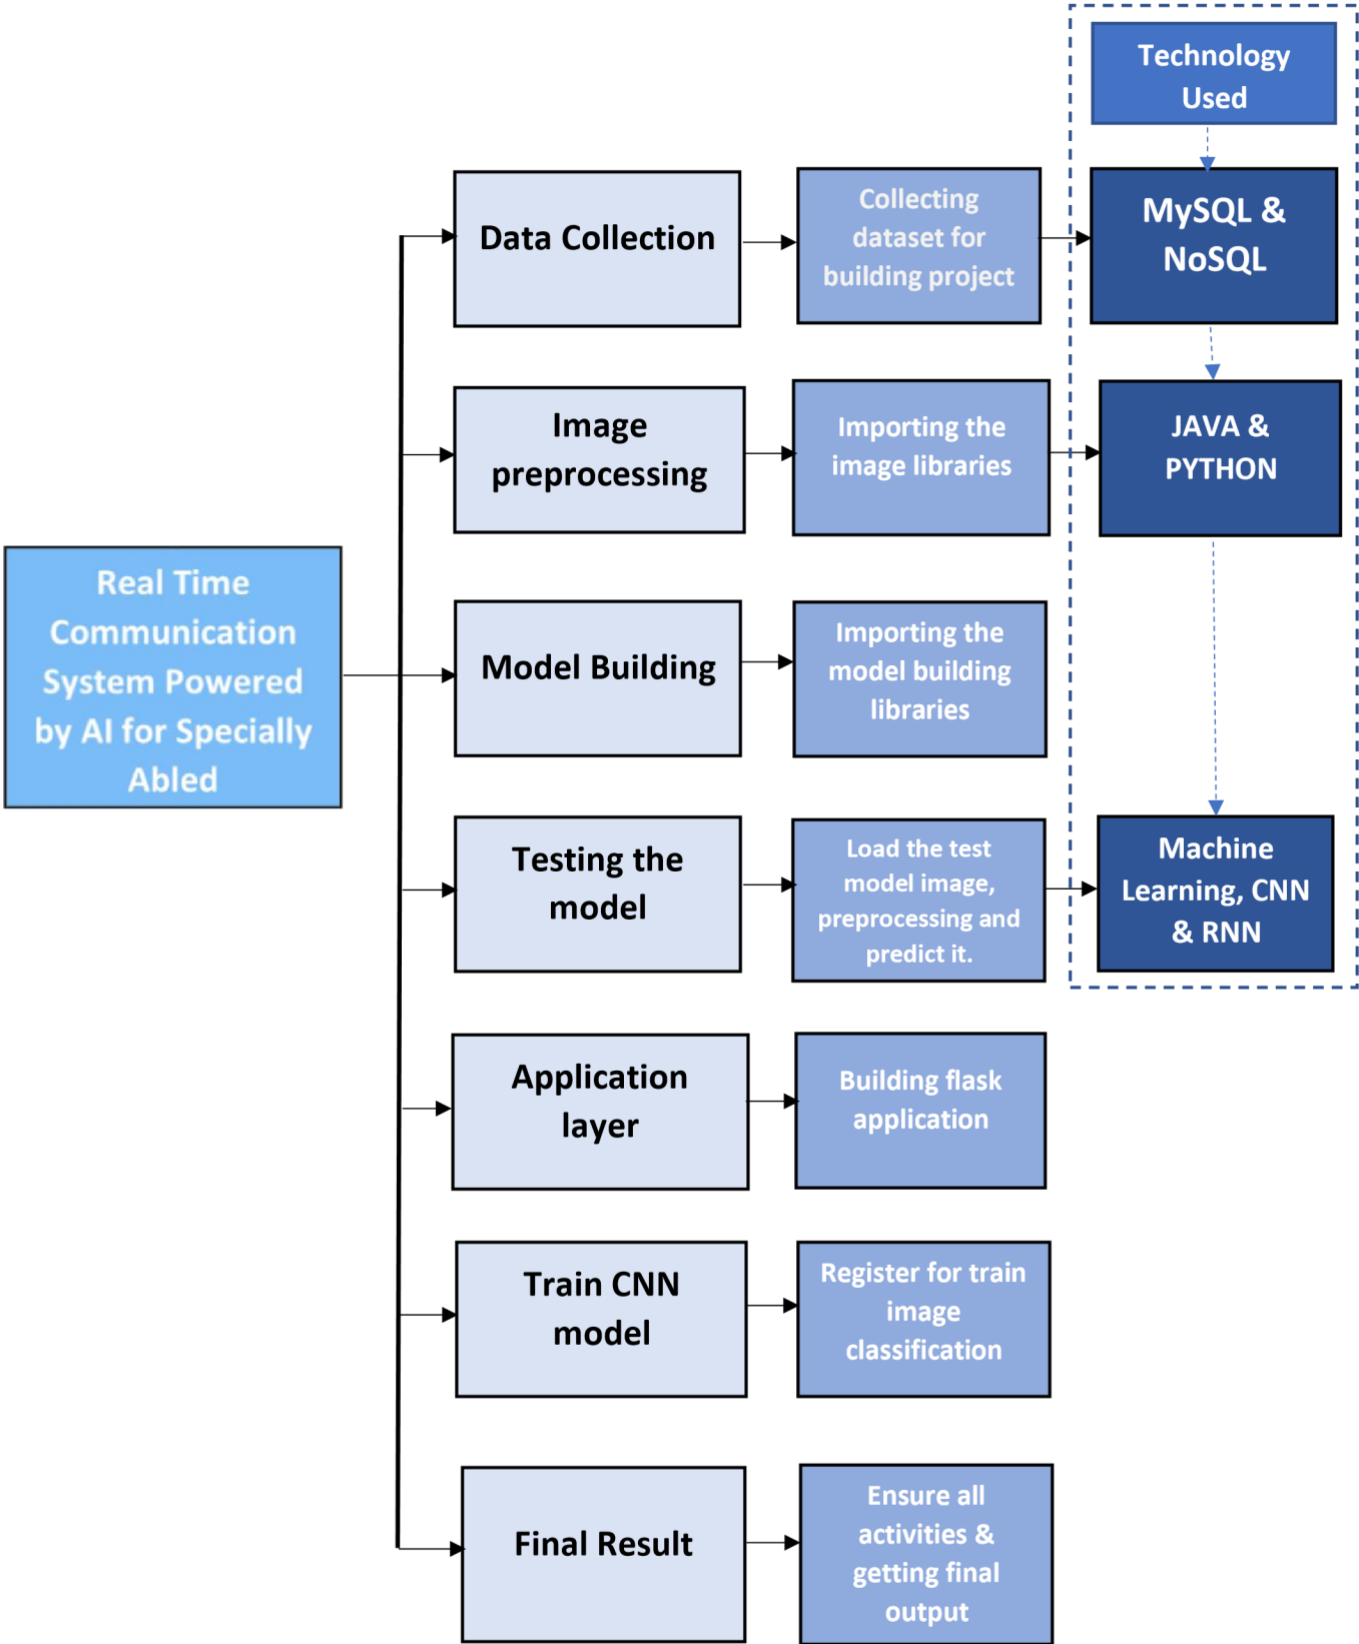 Technology
Used
Data Collection
Collecting
dataset for
building project
MySQL &
NoSQL
Image
preprocessing
Importing the
image libraries
JAVA &
PYTHON
Real Time
Communication
System Powered
by AI for Specially
Abled
Model Building
Importing the
model building
libraries
Testing the
model
Load the test
model image,
preprocessing and
predict it.
Machine
Learning, CNN
& RNN
Application
layer
Building flask
application
Train CNN
model
Register for train
image
classification
Final Result
Ensure all
activities &
getting final
output